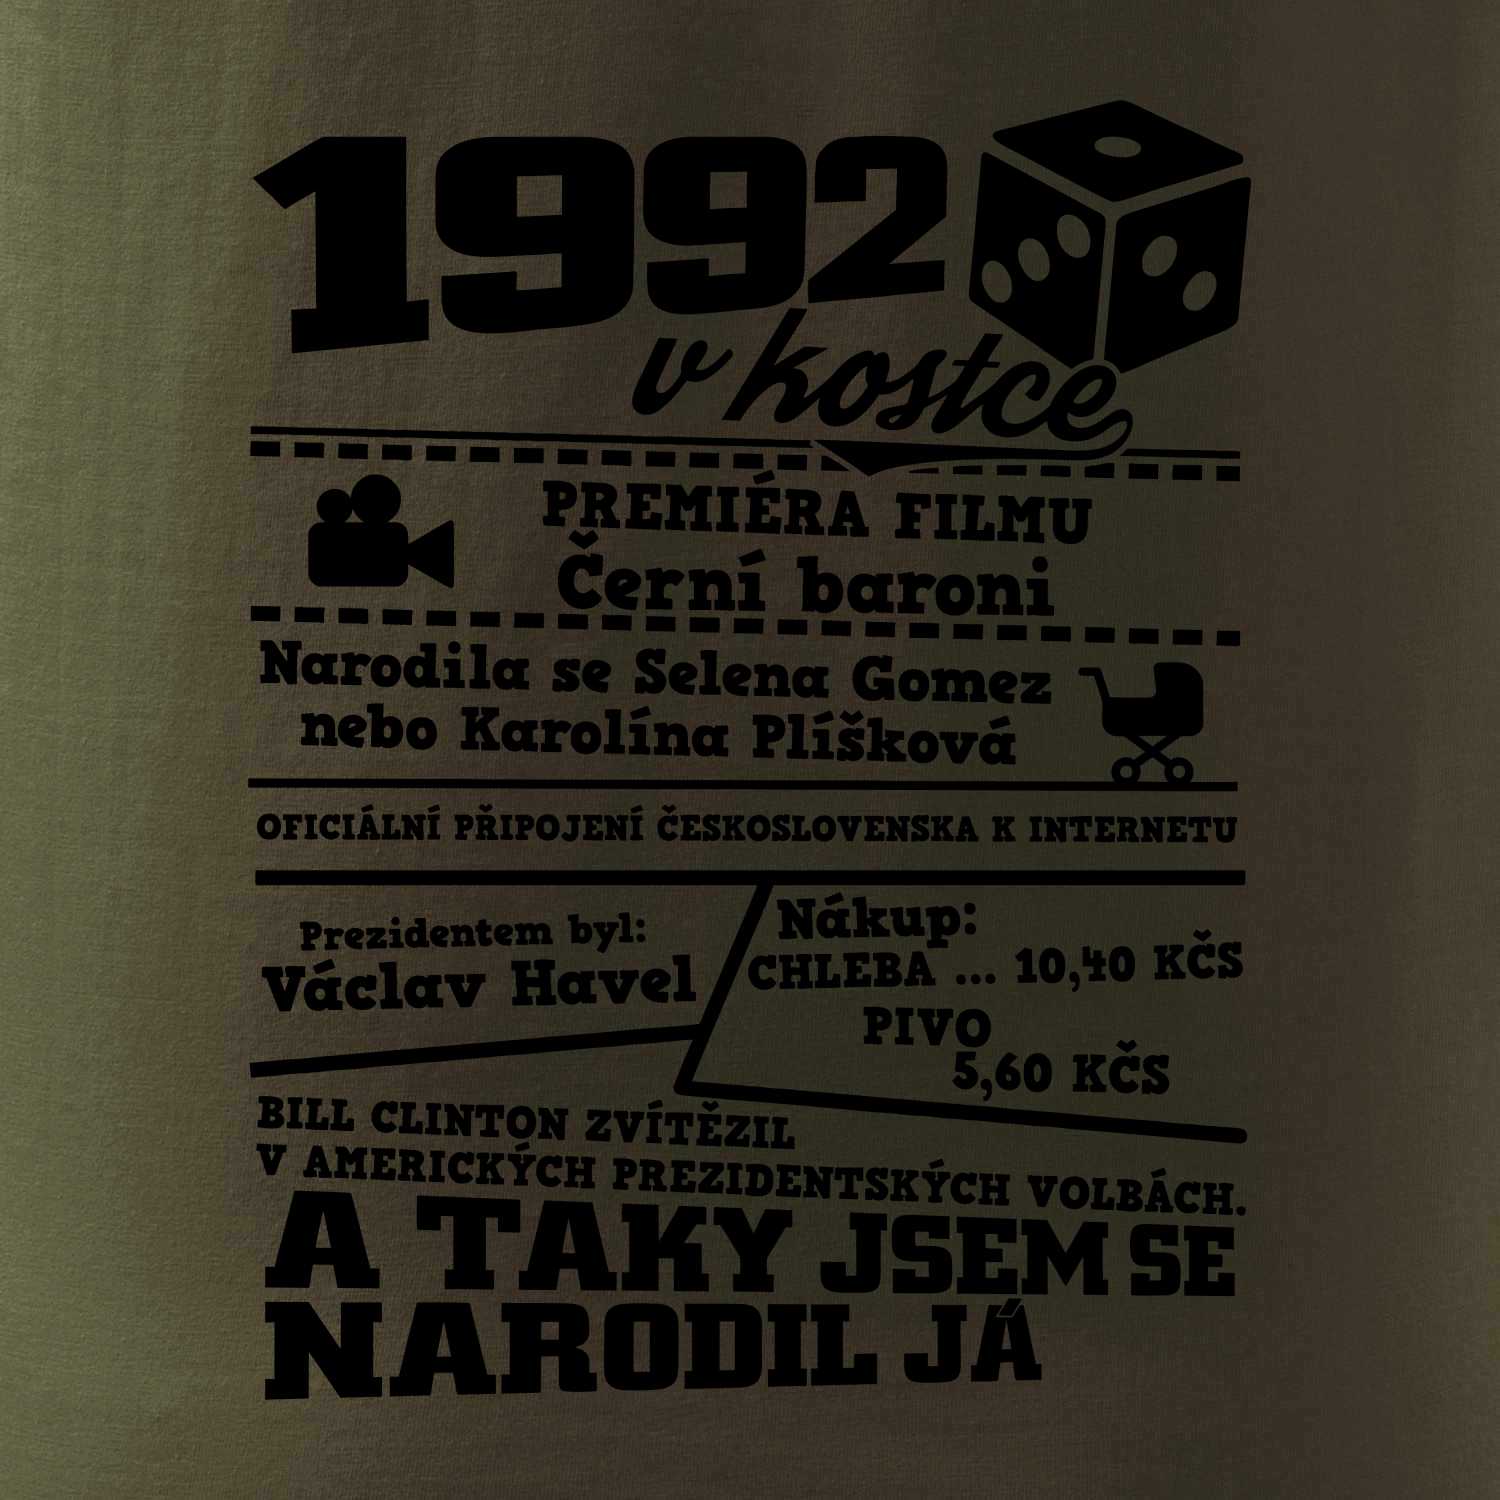 1992
v kostce
PREMIÉRA FILMU
Černí baroni
Narodila se Selena Gomez
nebo Karolína Plíšková
OFICIÁLNÍ PŘIPOJENÍ ČESKOSLOVENSKA K INTERNETU
Prezidentem byl:
Václav Havel
Nákup:
CHLEBA ... 10,40 KČS
PIVO
5,60 KČS
BILL CLINTON ZVÍTĚZIL
V AMERICKÝCH PREZIDENTSKÝCH VOLBÁCH.
A TAKY JSEM SE
NARODIL JÁ